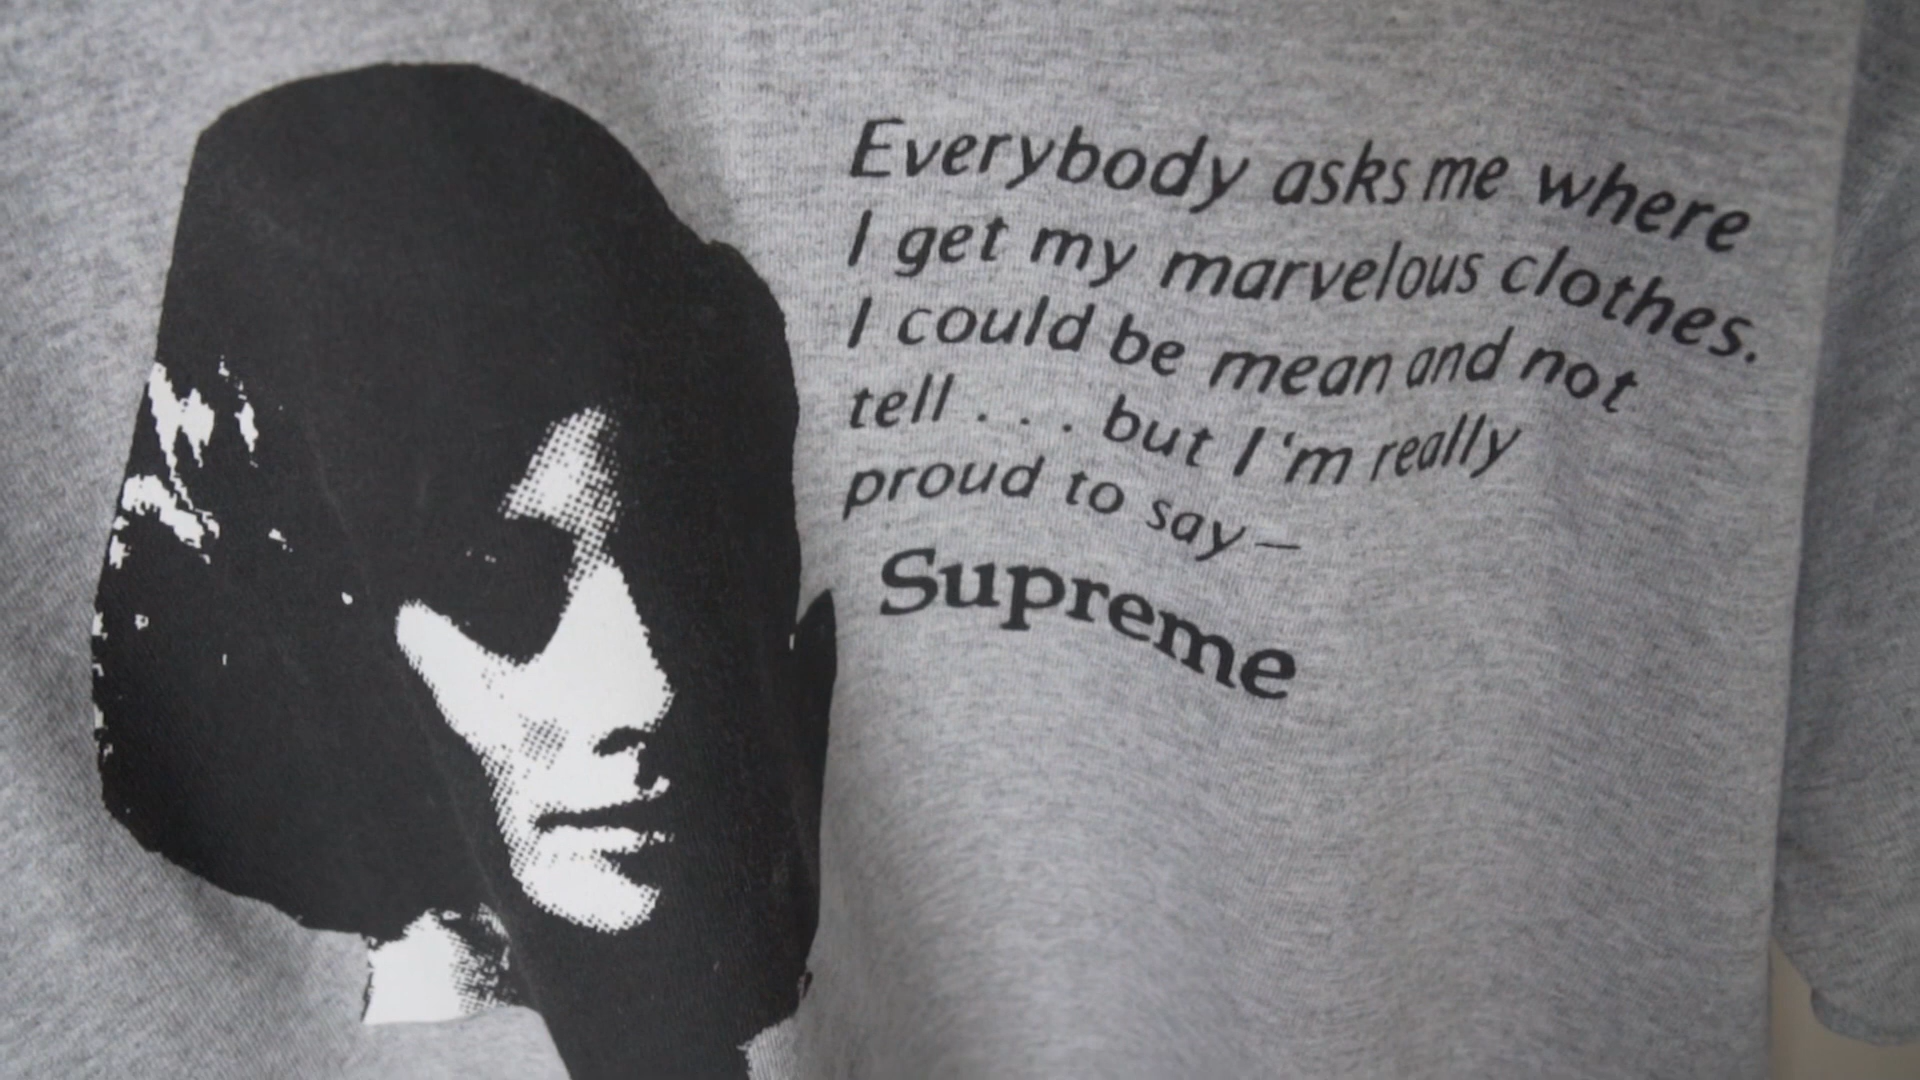 Everybody asks me where
I get my marvelous clothes.
I could be mean and not
tell . . . but I'm really
proud to say—
Supreme